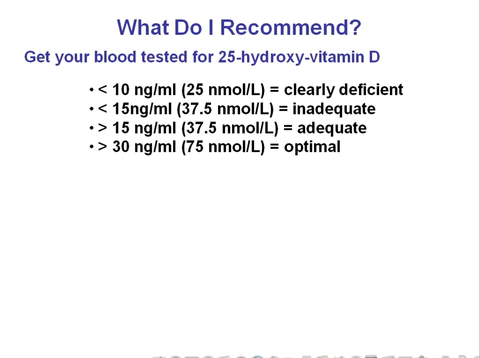 What Do I Recommend?
Get your blood tested for 25-hydroxy-vitamin D
• < 10 ng/ml (25 nmol/L) = clearly deficient
• < 15ng/ml (37.5 nmol/L) = inadequate
• > 15 ng/ml (37.5 nmol/L) = adequate
• > 30 ng/ml (75 nmol/L) = optimal